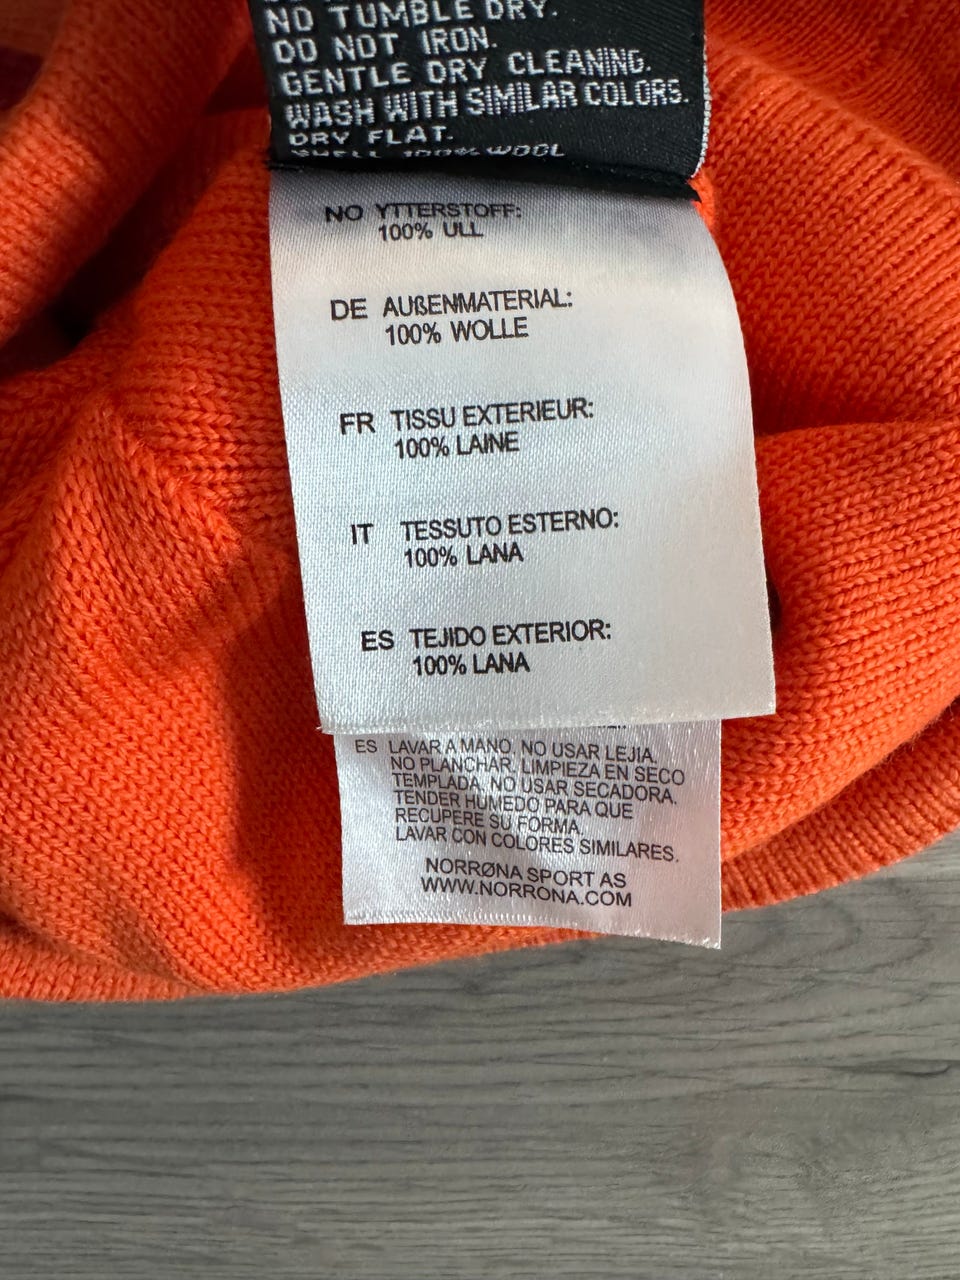 NO TUMBLE DRY.
DO NOT IRON.
GENTLE DRY CLEANING.
WASH WITH SIMILAR COLORS.
DRY FLAT.
SHELL 100% WOOL
NO YTTERSTOFF:
100% ULL
DE AUßENMATERIAL:
100% WOLLE
FR TISSU EXTERIEUR:
100% LAINE
IT TESSUTO ESTERNO:
100% LANA
ES TEJIDO EXTERIOR:
100% LANA
ES LAVAR A MANO. NO USAR LEJIA.
NO PLANCHAR. LIMPIEZA EN SECO
TEMPLADA. NO USAR SECADORA.
TENDER HUMEDO PARA QUE
RECUPERE SU FORMA.
LAVAR CON COLORES SIMILARES.
NORRØNA SPORT AS
WWW.NORRONA.COM